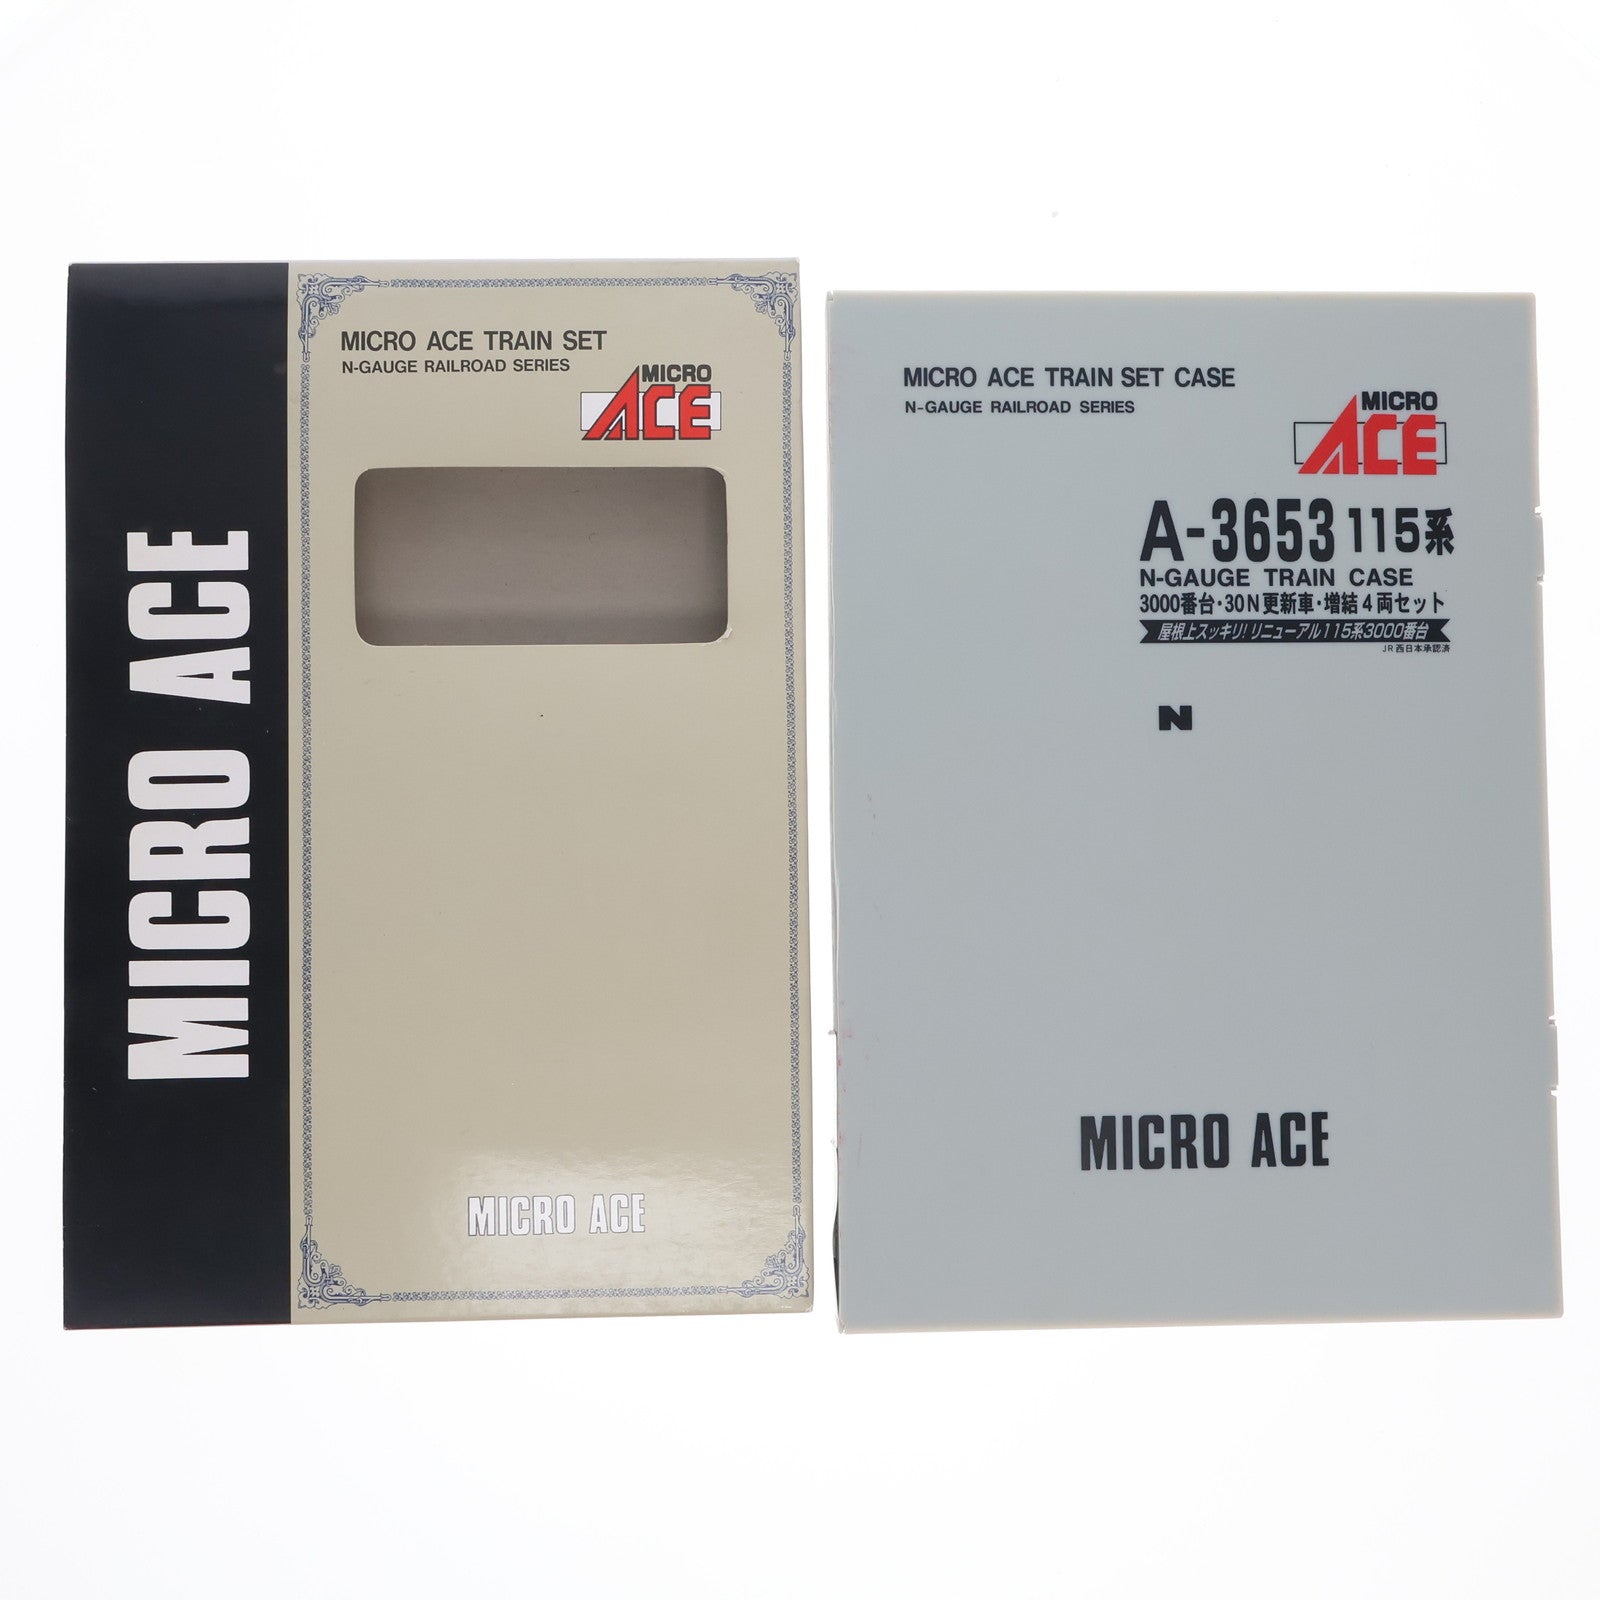 MICRO ACE
MICRO ACE TRAIN SET
N-GAUGE RAILROAD SERIES
MICRO
ACE
MICRO ACE
MICRO ACE TRAIN SET CASE
N-GAUGE RAILROAD SERIES
MICRO
ACE
A-3653 115系
N-GAUGE TRAIN CASE
3000番台・30N更新車・増結4両セット
屋根上スッキリ!リニューアル115系3000番台
JR西日本承認済
N
MICRO ACE